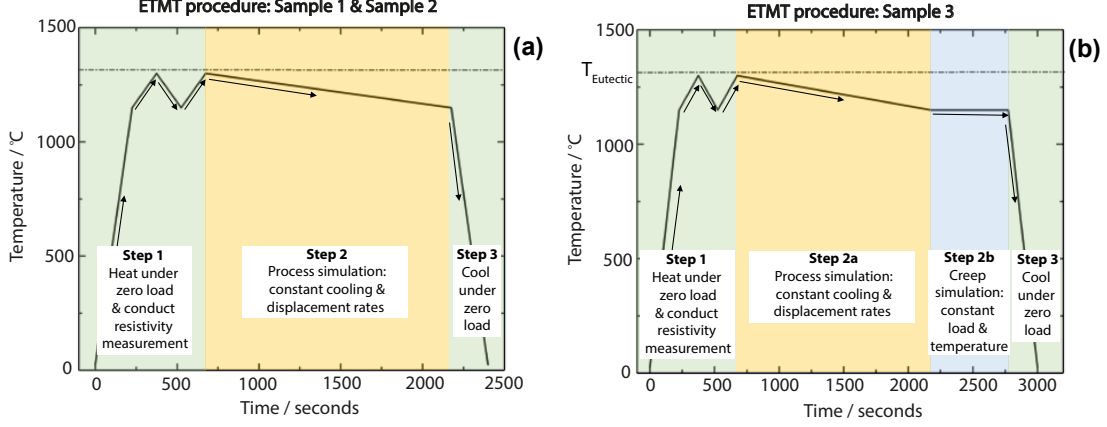 ETMT procedure: Sample 1 & Sample 2
(a)
1500
1000
500
0
Temperature / °C
Step 1
Heat under
zero load
& conduct
resistivity
measurement
Step 2
Process simulation:
constant cooling &
displacement rates
Step 3
Cool
under
zero
load
0 500 1000 1500 2000 2500
Time / seconds
ETMT procedure: Sample 3
(b)
1500
TEutectic
1000
500
0
Temperature / °C
Step 1
Heat under
zero load
& conduct
resistivity
measurement
Step 2a
Process simulation:
constant cooling &
displacement rates
Step 2b
Creep
simulation:
constant
load &
temperature
Step 3
Cool
under
zero
load
0 500 1000 1500 2000 2500 3000
Time / seconds